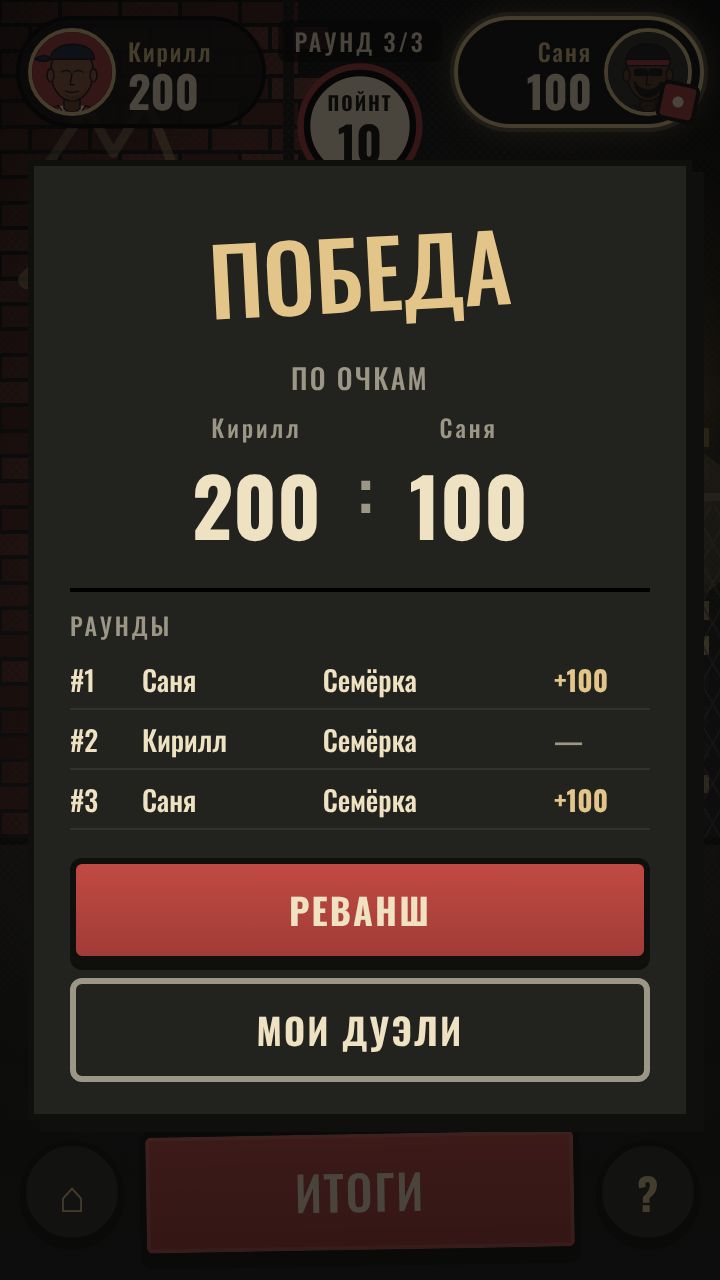 Кирилл
200
РАУНД 3/3
ПОЙНТ
10
Саня
100
ПОБЕДА
ПО ОЧКАМ
Кирилл Саня
200 : 100
РАУНДЫ
#1 Саня Семёрка +100
#2 Кирилл Семёрка —
#3 Саня Семёрка +100
РЕВАНШ
МОИ ДУЭЛИ
ИТОГИ
?